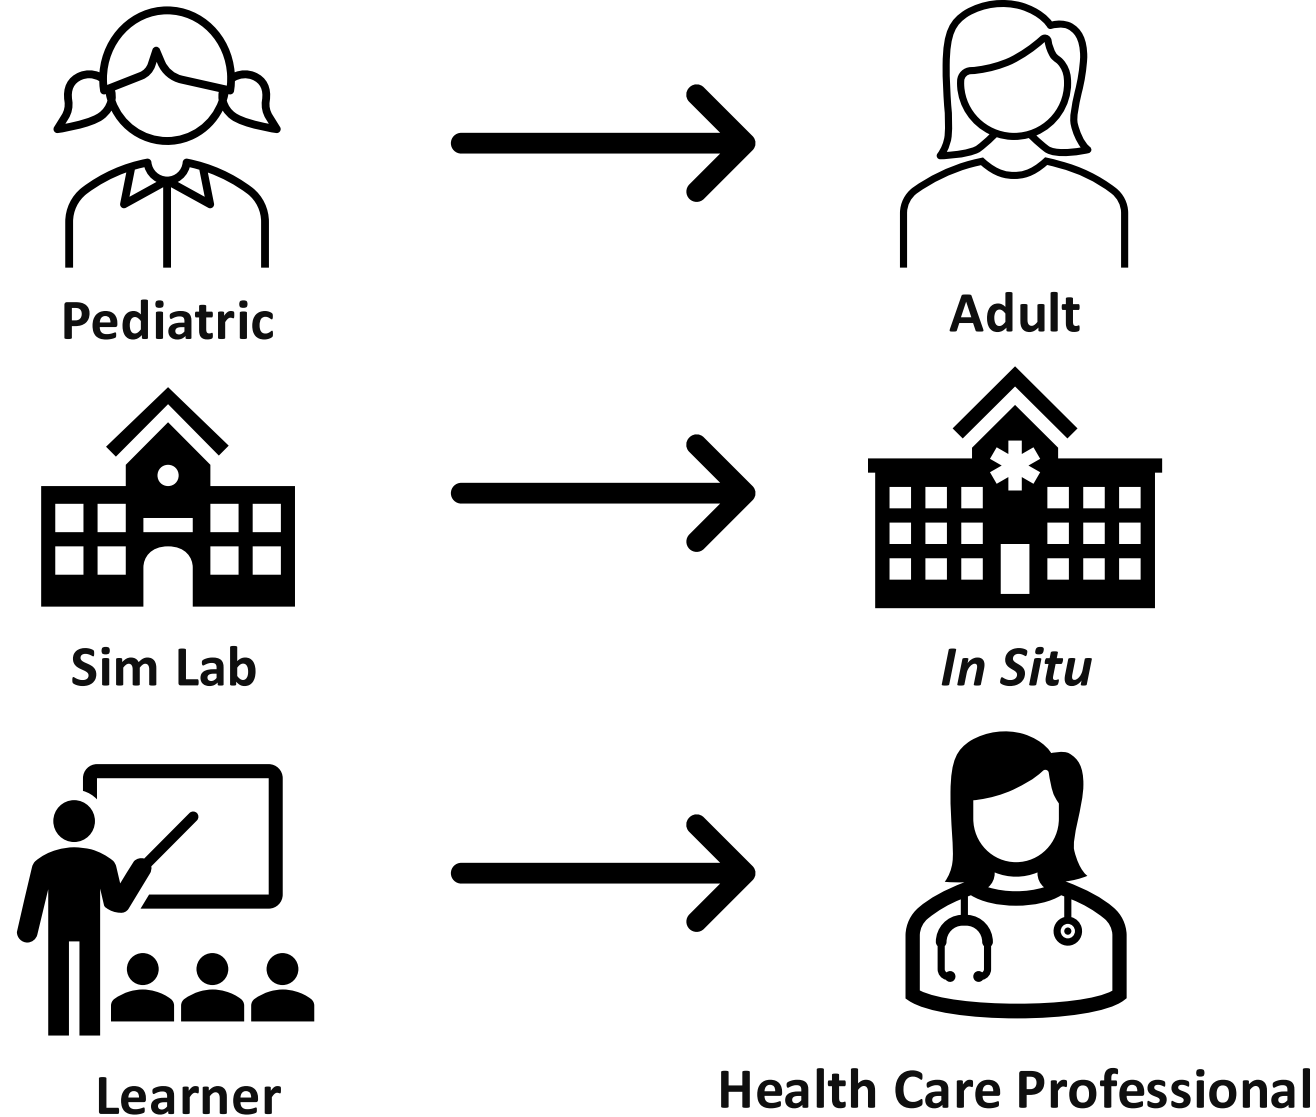 Pediatric
Adult
Sim Lab
In Situ
Learner
Health Care Professional